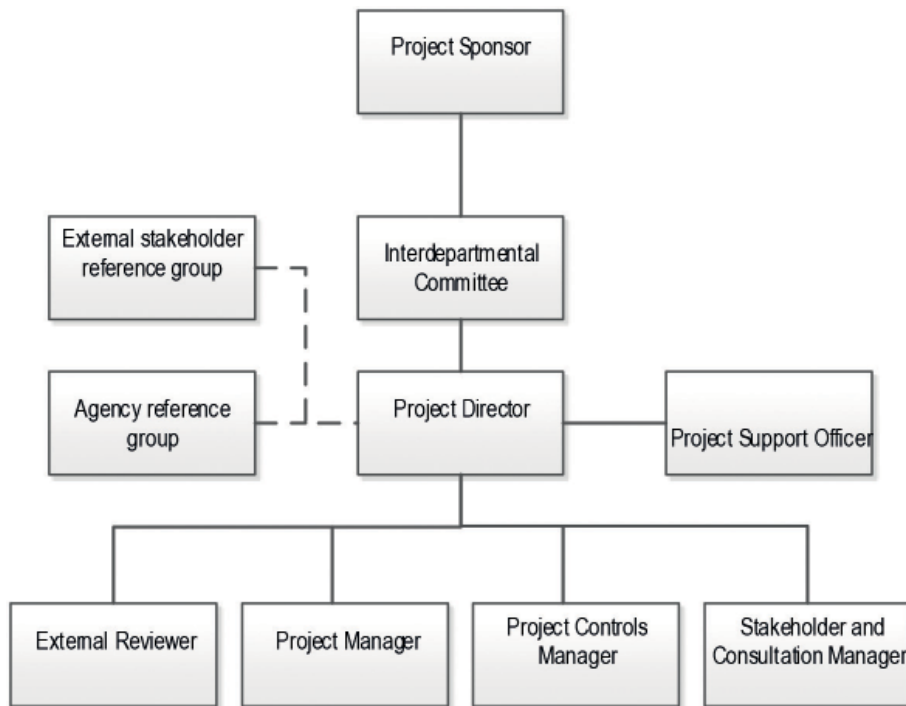 Project Sponsor
External stakeholder
reference group
Interdepartmental
Committee
Agency reference
group
Project Director
Project Support Officer
External Reviewer
Project Manager
Project Controls
Manager
Stakeholder and
Consultation Manager